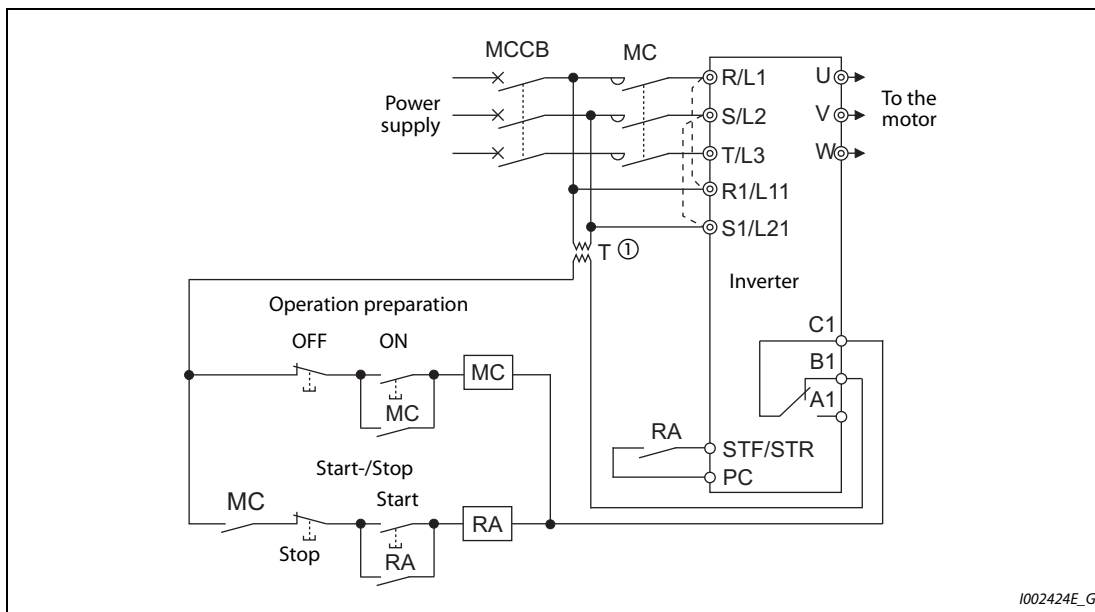 MCCB
MC
Power
supply
R/L1
S/L2
T/L3
R1/L11
S1/L21
U
V
W
To the
motor
T ①
Inverter
Operation preparation
OFF
ON
MC
MC
C1
B1
A1
RA
STF/STR
PC
Start-/Stop
Start
MC
Stop
RA
RA
I002424E_G